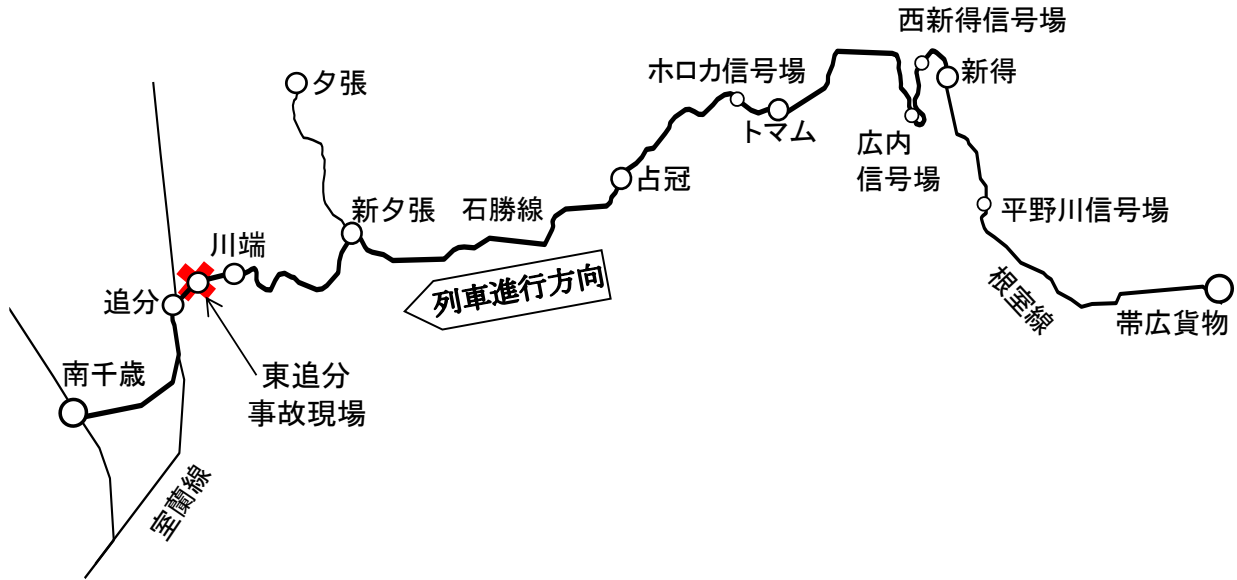 西新得信号場
夕張
ホロカ信号場
新得
トマム
広内
信号場
占冠
新夕張
石勝線
平野川信号場
川端
列車進行方向
追分
根室線
帯広貨物
南千歳
東追分
事故現場
室蘭線